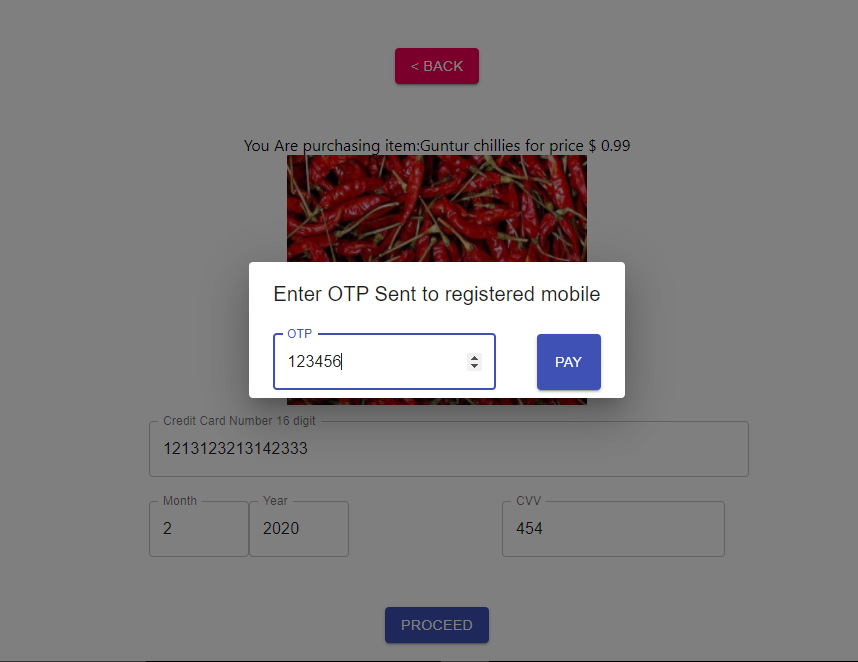 < BACK
You Are purchasing item:Guntur chillies for price $ 0.99
Enter OTP Sent to registered mobile
OTP
123456
PAY
Credit Card Number 16 digit
1213123213142333
Month
Year
CVV
2
2020
454
PROCEED